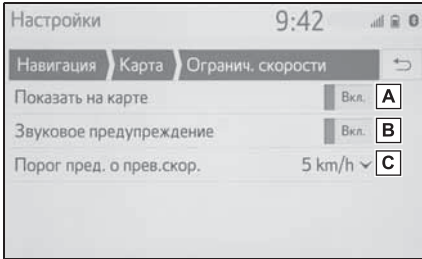 Настройки 9:42
Навигация Карта Огранич. скорости
Показать на карте Вкл. A
Звуковое предупреждение Вкл. B
Порог пред. о прев.скор. 5 km/h C